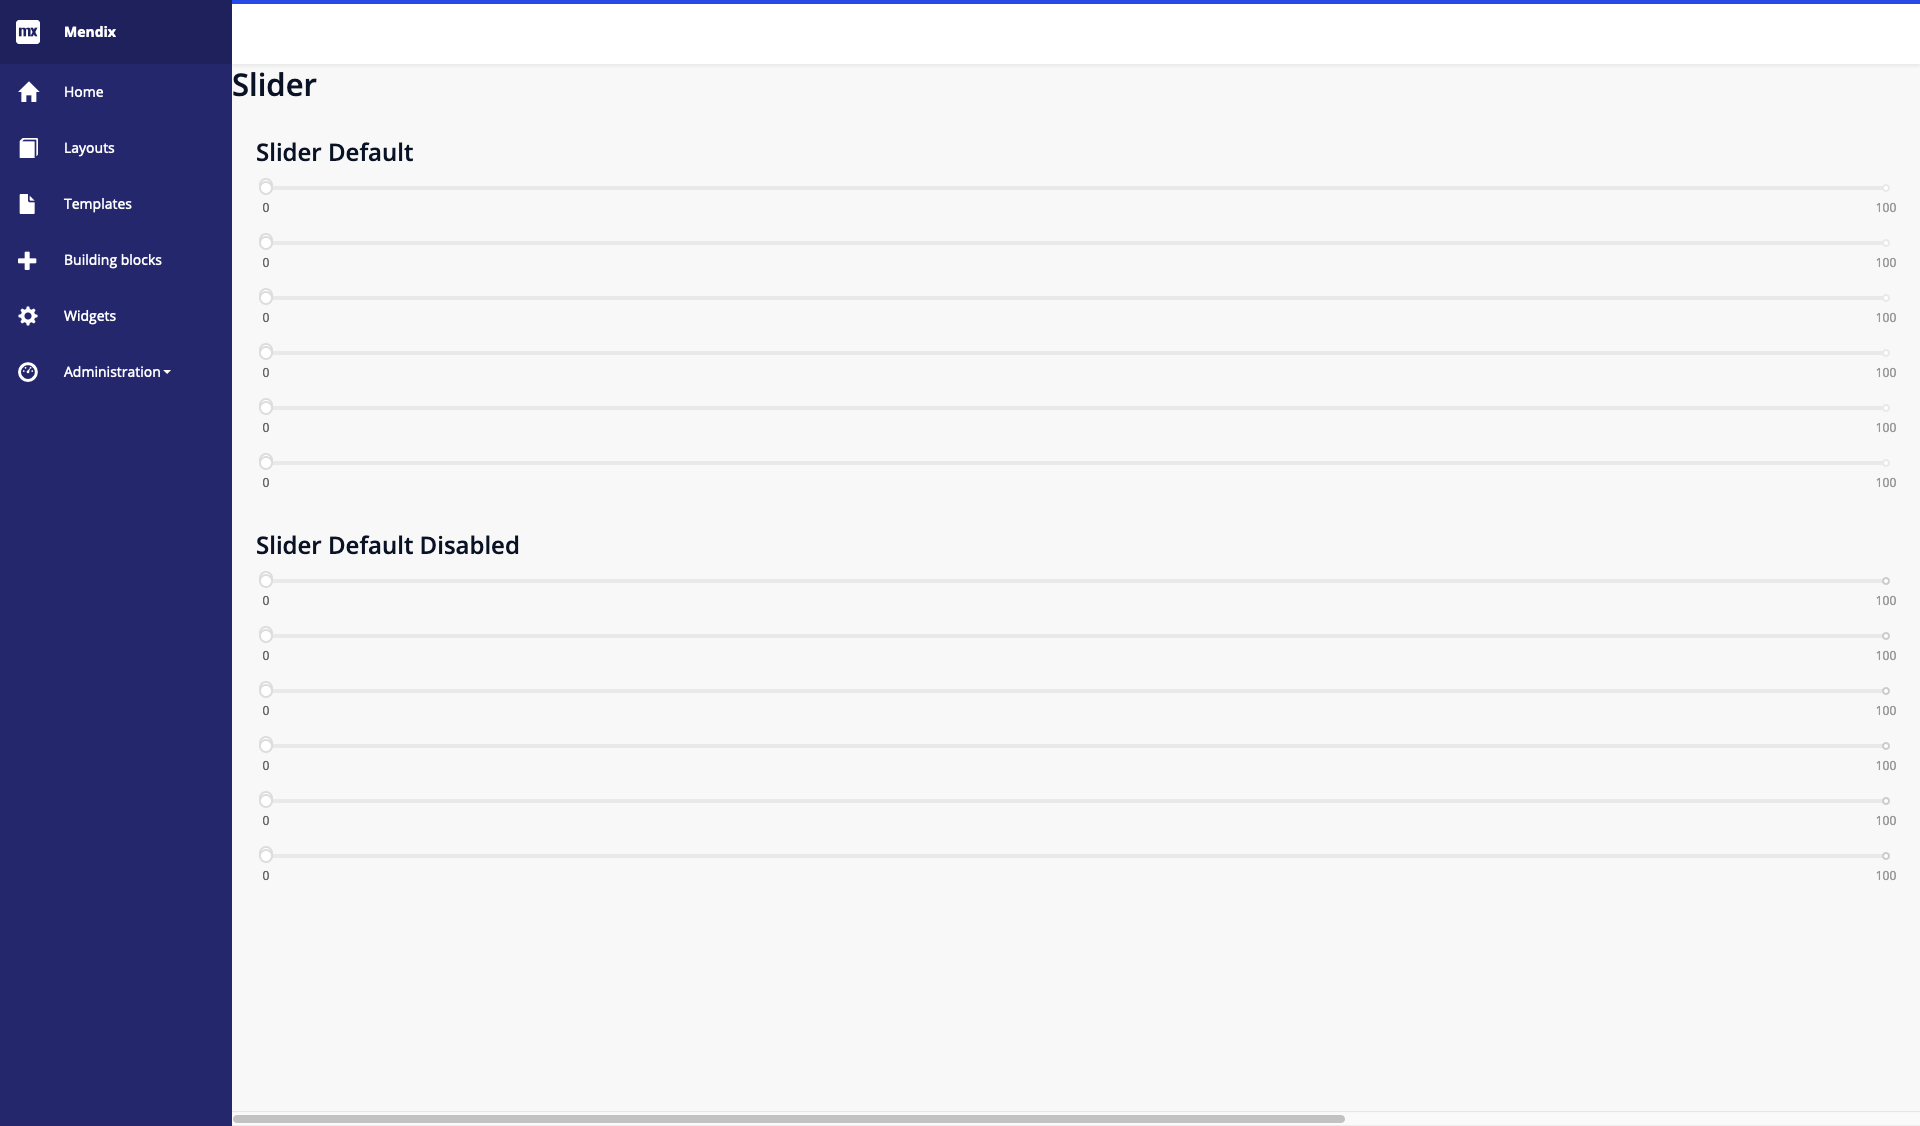 mx Mendix
Home
Layouts
Templates
Building blocks
Widgets
Administration
Slider
Slider Default
0 100
0 100
0 100
0 100
0 100
0 100
Slider Default Disabled
0 100
0 100
0 100
0 100
0 100
0 100